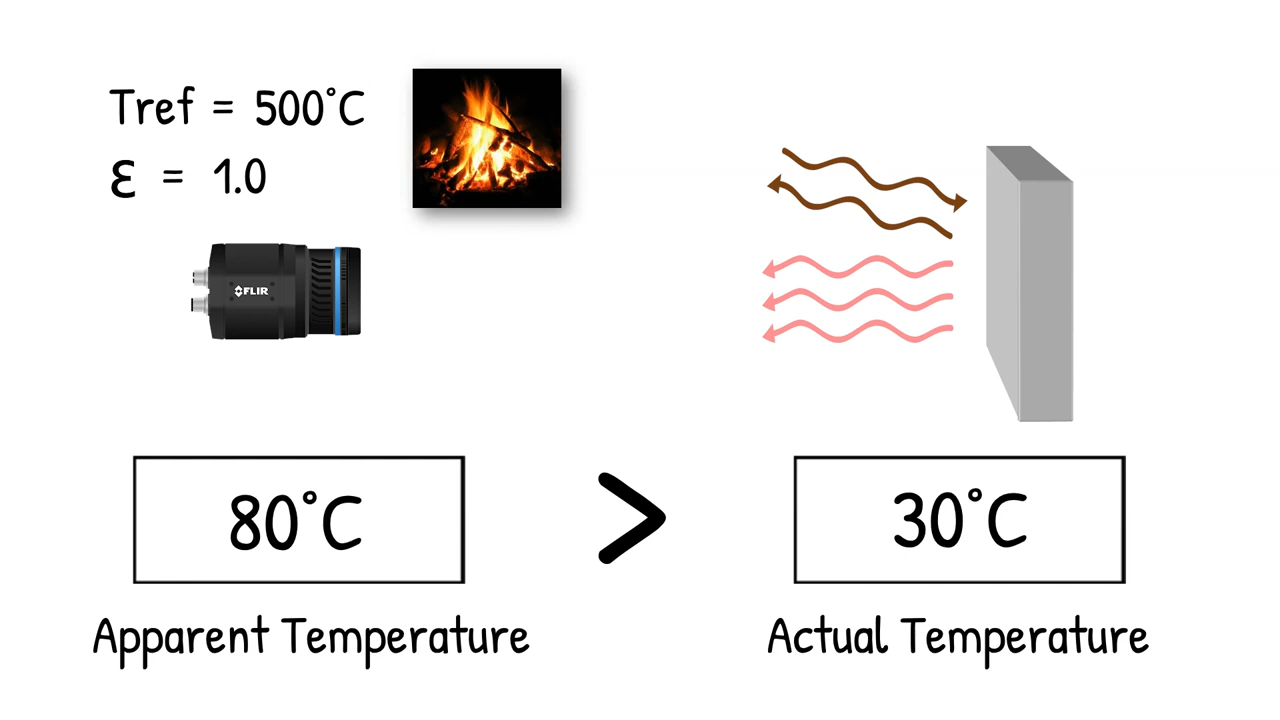 Tref = 500°C
ε = 1.0
FLIR
80°C > 30°C
Apparent Temperature
Actual Temperature